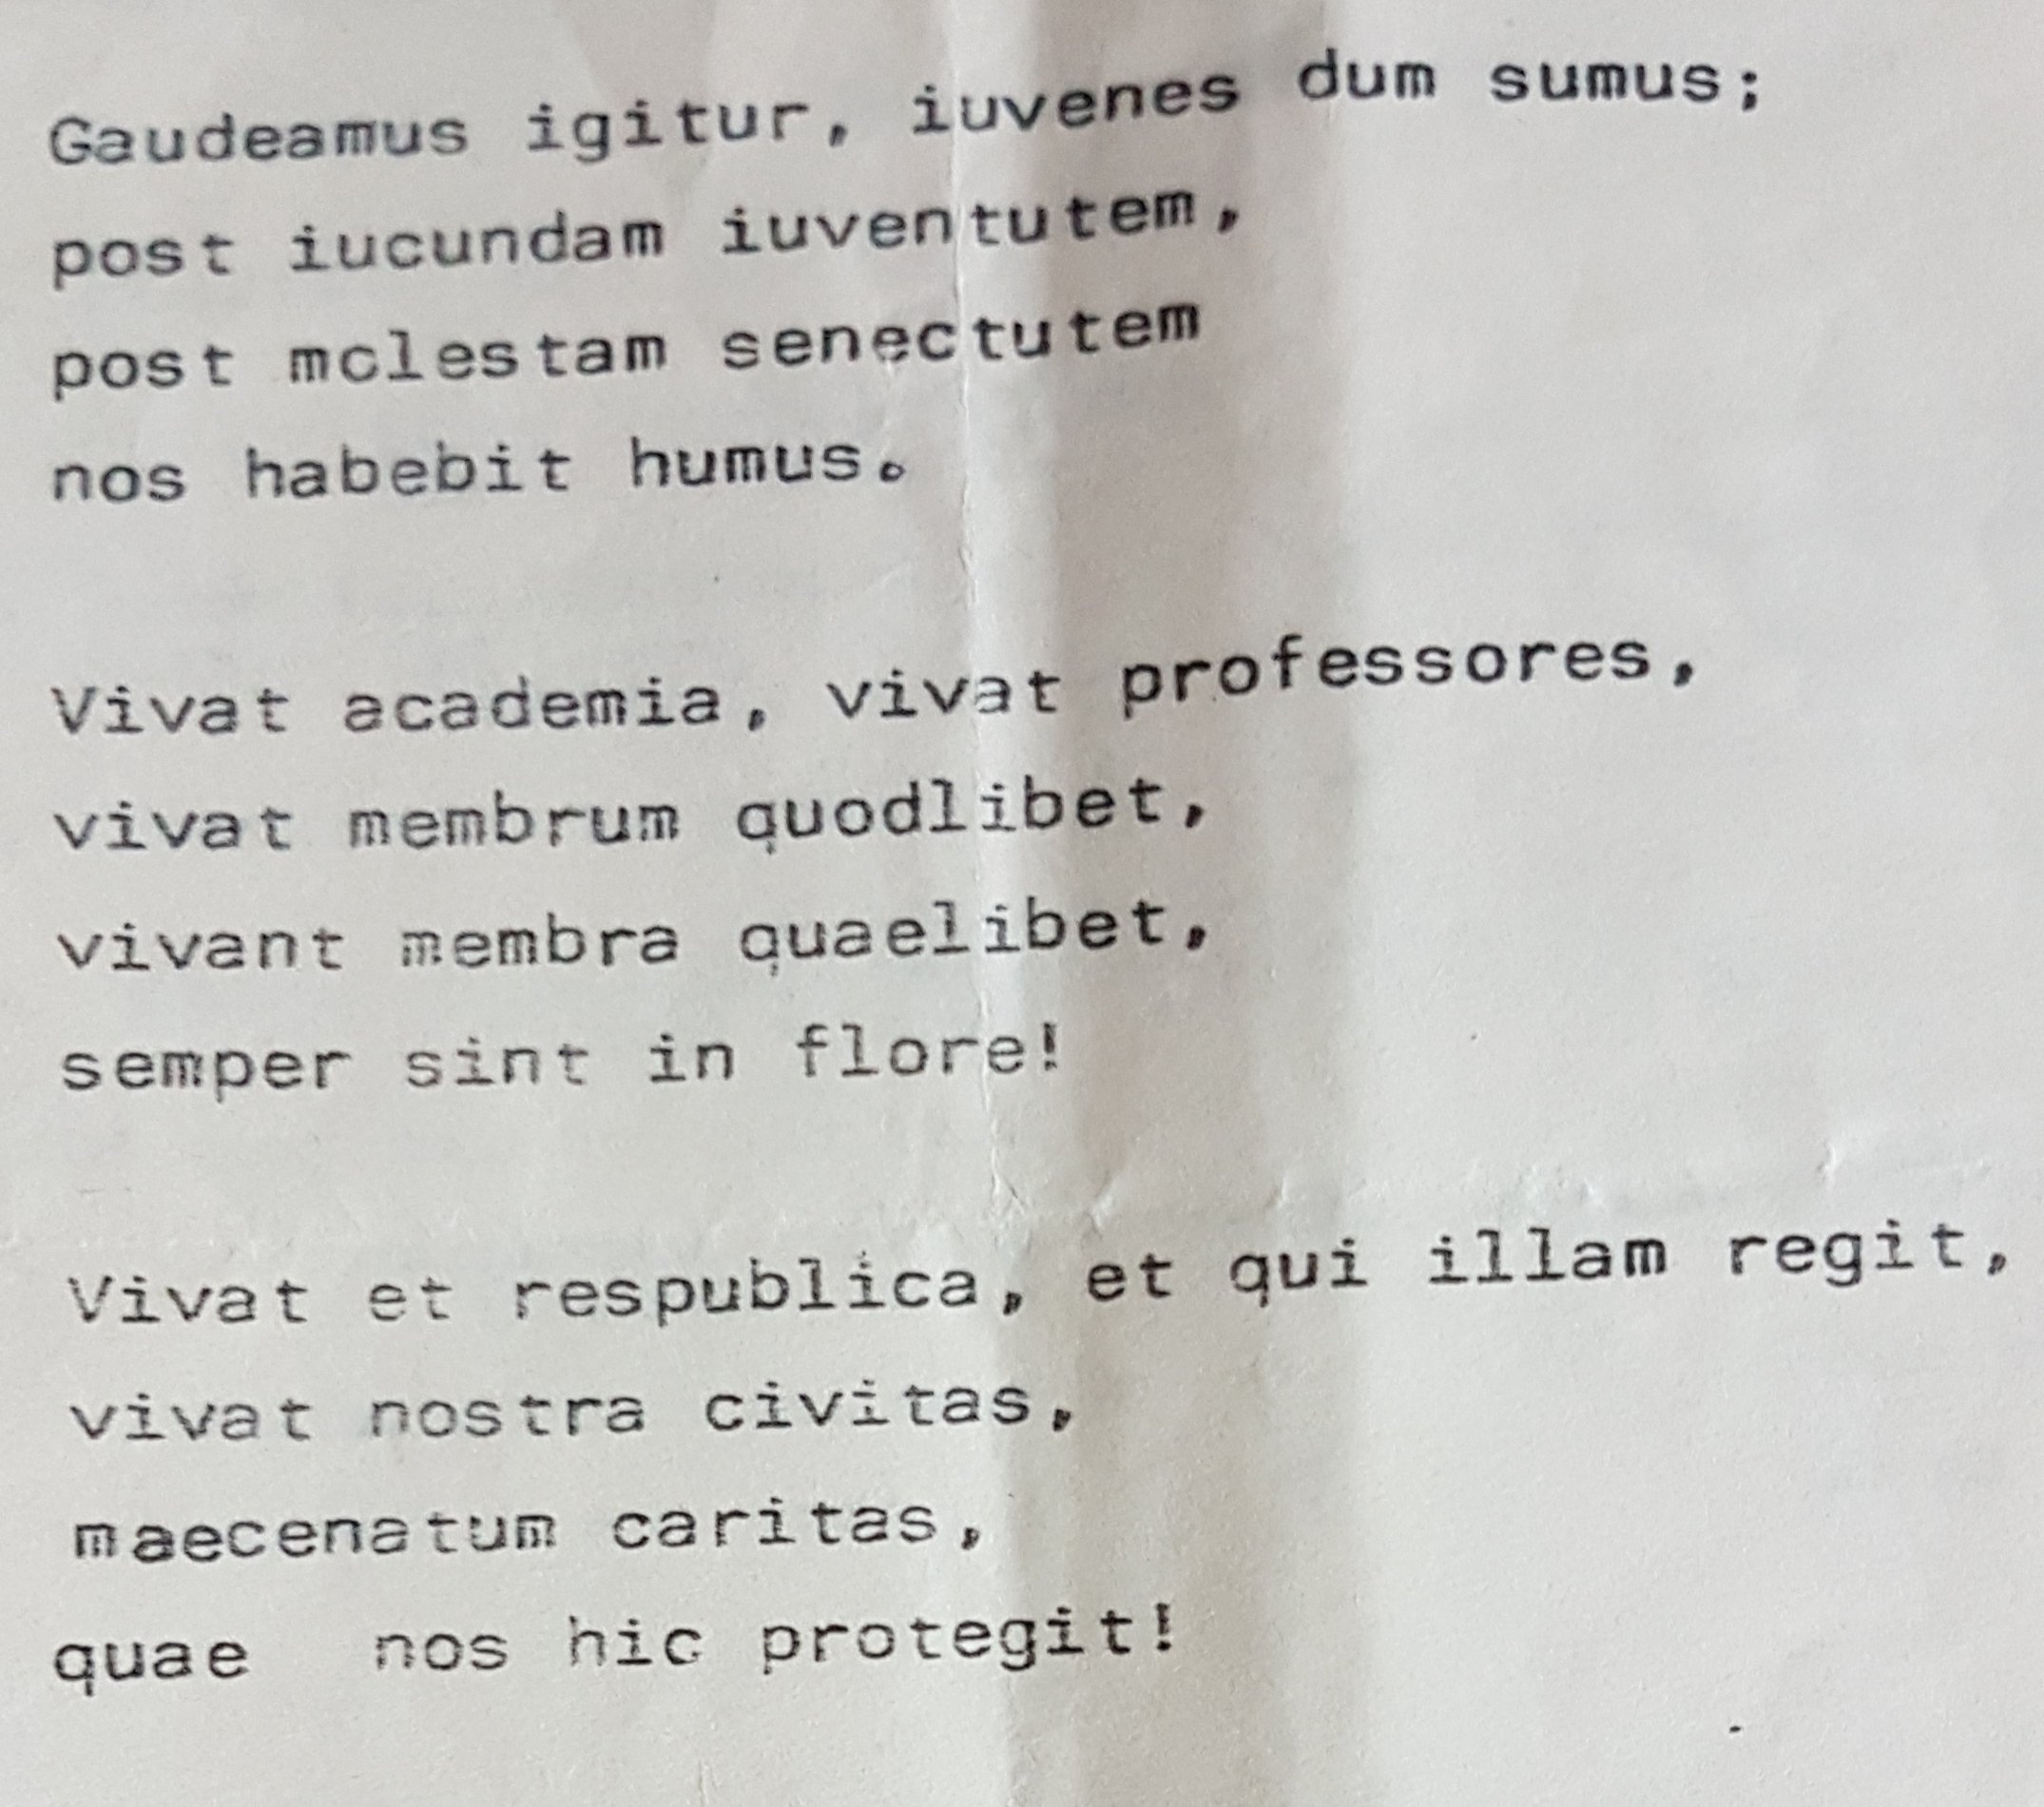 Gaudeamus igitur, iuvenes dum sumus;
post iucundam iuventutem,
post mclestam senectutem
nos habebit humus.
Vivat academia, vivat professores,
vivat membrum quodlibet,
vivant membra quaelibet,
semper sint in flore!
Vivat et respublica, et qui illam regit,
vivat nostra civitas,
maecenatum caritas,
quae nos hic protegit!